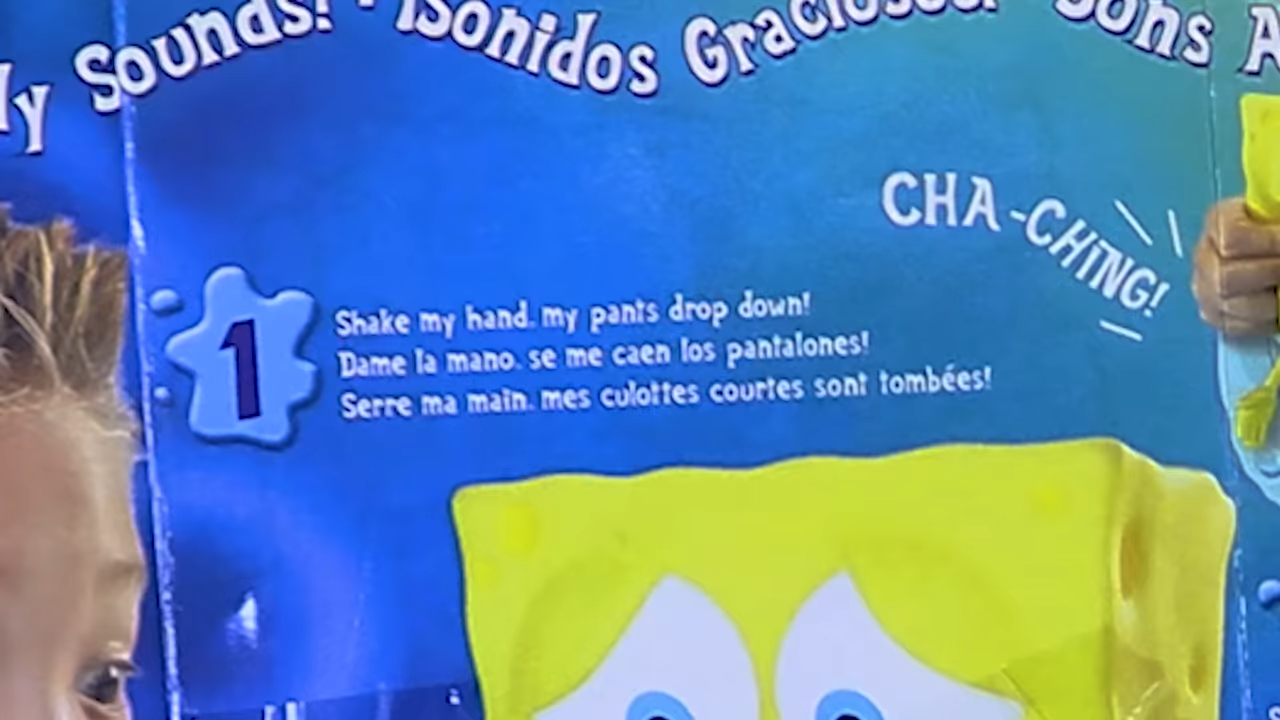 Sounds! · ¡Sonidos Graciosos! · Sons A
CHA-CHING!
1
Shake my hand, my pants drop down!
Dame la mano, se me caen los pantalones!
Serre ma main, mes culottes courtes sont tombées!